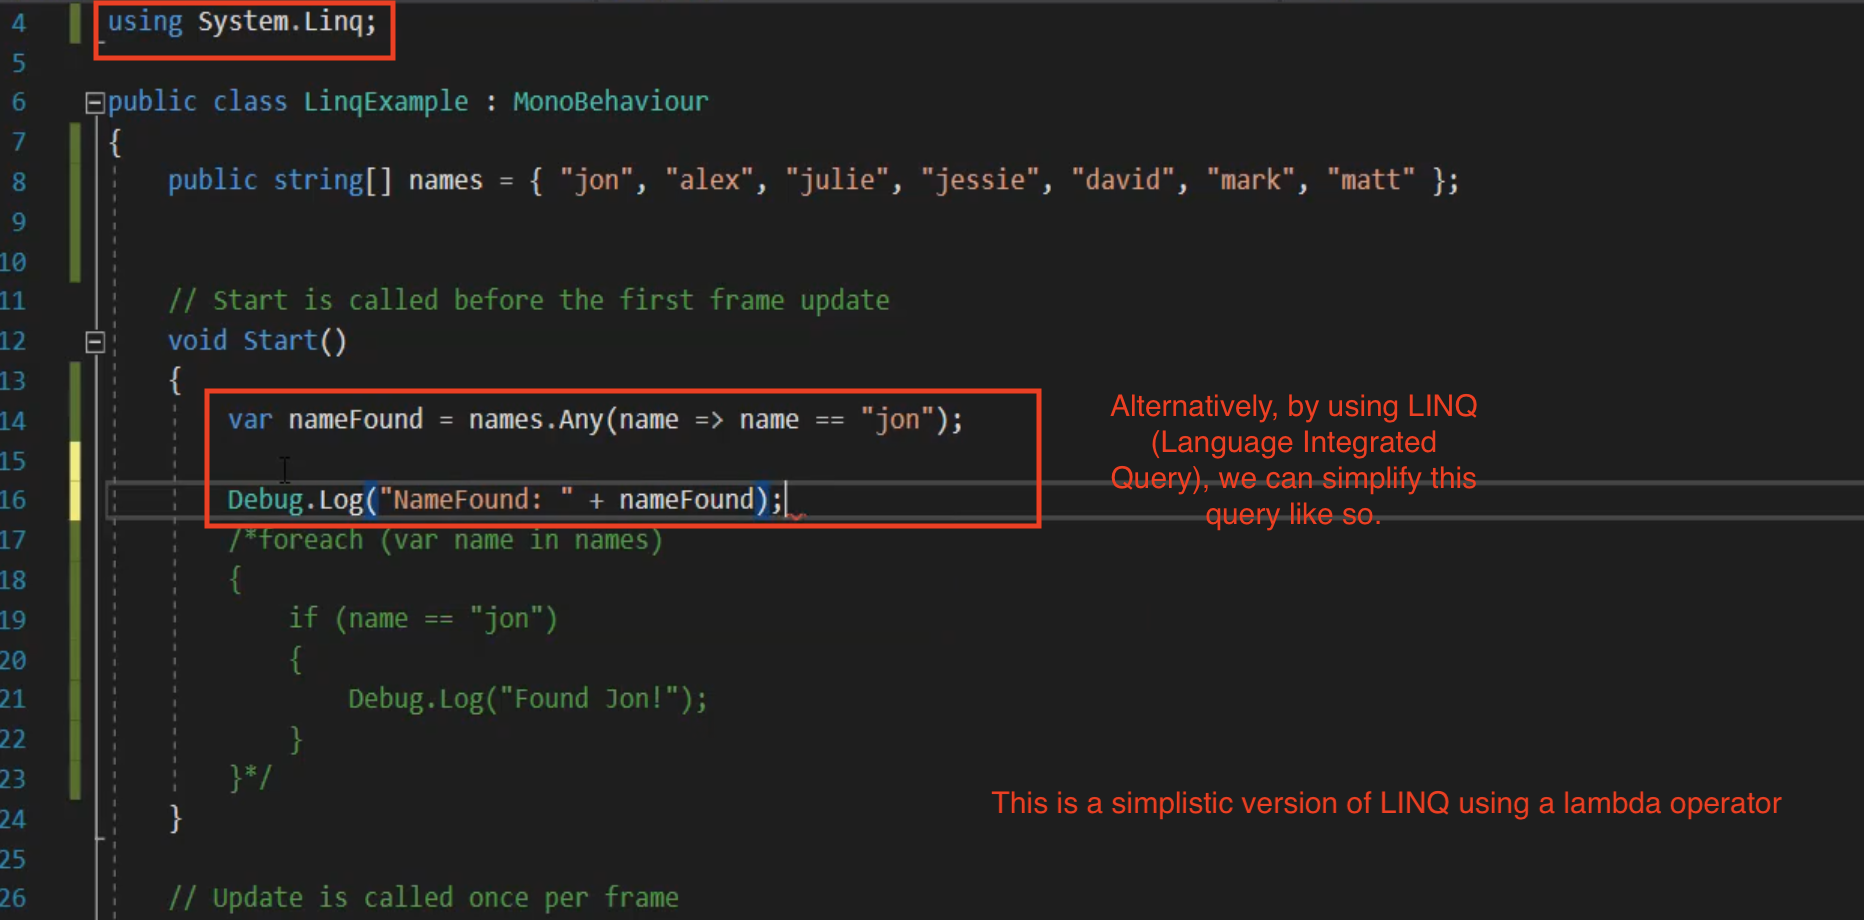 4 using System.Linq;
5
6 public class LinqExample : MonoBehaviour
7 {
8 public string[] names = { "jon", "alex", "julie", "jessie", "david", "mark", "matt" };
9
10
11 // Start is called before the first frame update
12 void Start()
13 {
14 var nameFound = names.Any(name => name == "jon");
15
16 Debug.Log("NameFound: " + nameFound);
17 /*foreach (var name in names)
18 {
19 if (name == "jon")
20 {
21 Debug.Log("Found Jon!");
22 }
23 }*/
24 }
25
26 // Update is called once per frame
Alternatively, by using LINQ
(Language Integrated
Query), we can simplify this
query like so.
This is a simplistic version of LINQ using a lambda operator